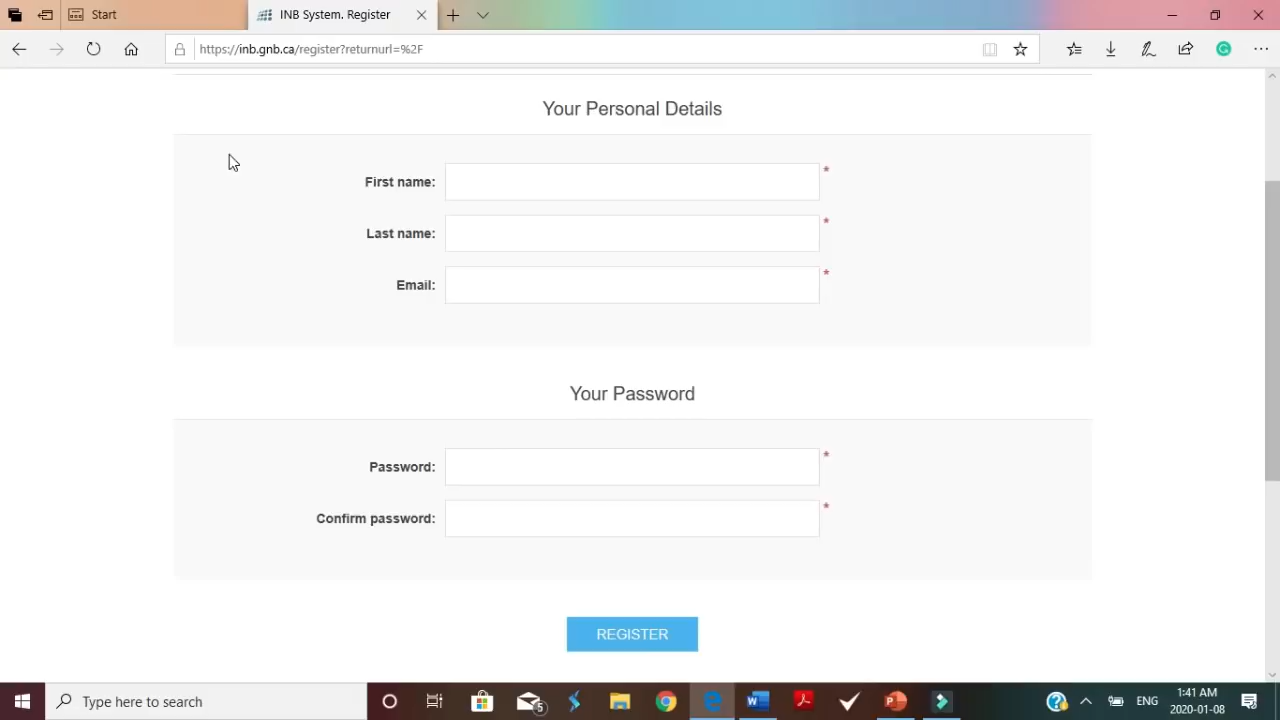 Start
INB System. Register
https://inb.gnb.ca/register?returnurl=%2F
Your Personal Details
First name:
*
Last name:
*
Email:
*
Your Password
Password:
*
Confirm password:
*
REGISTER
Type here to search
5
ENG
1:41 AM
2020-01-08